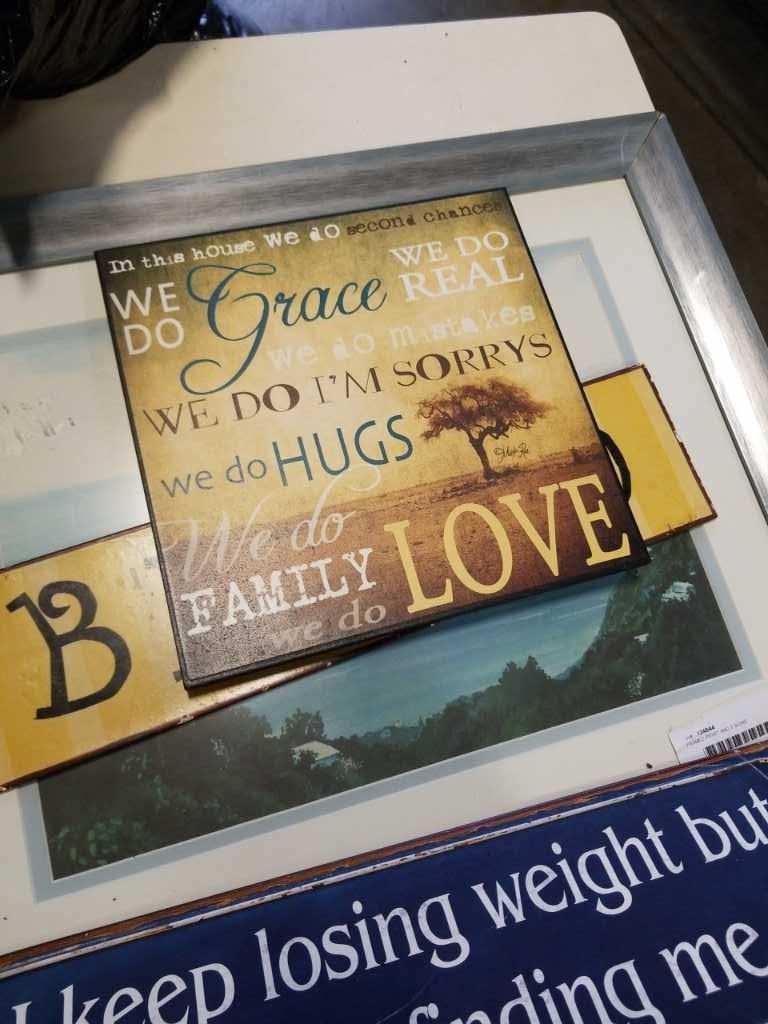 In this house we do second chances
WE DO Grace WE DO REAL
we do mistakes
WE DO I'M SORRYS
we do HUGS
We do
FAMILY
we do LOVE
B
I keep losing weight but
finding me